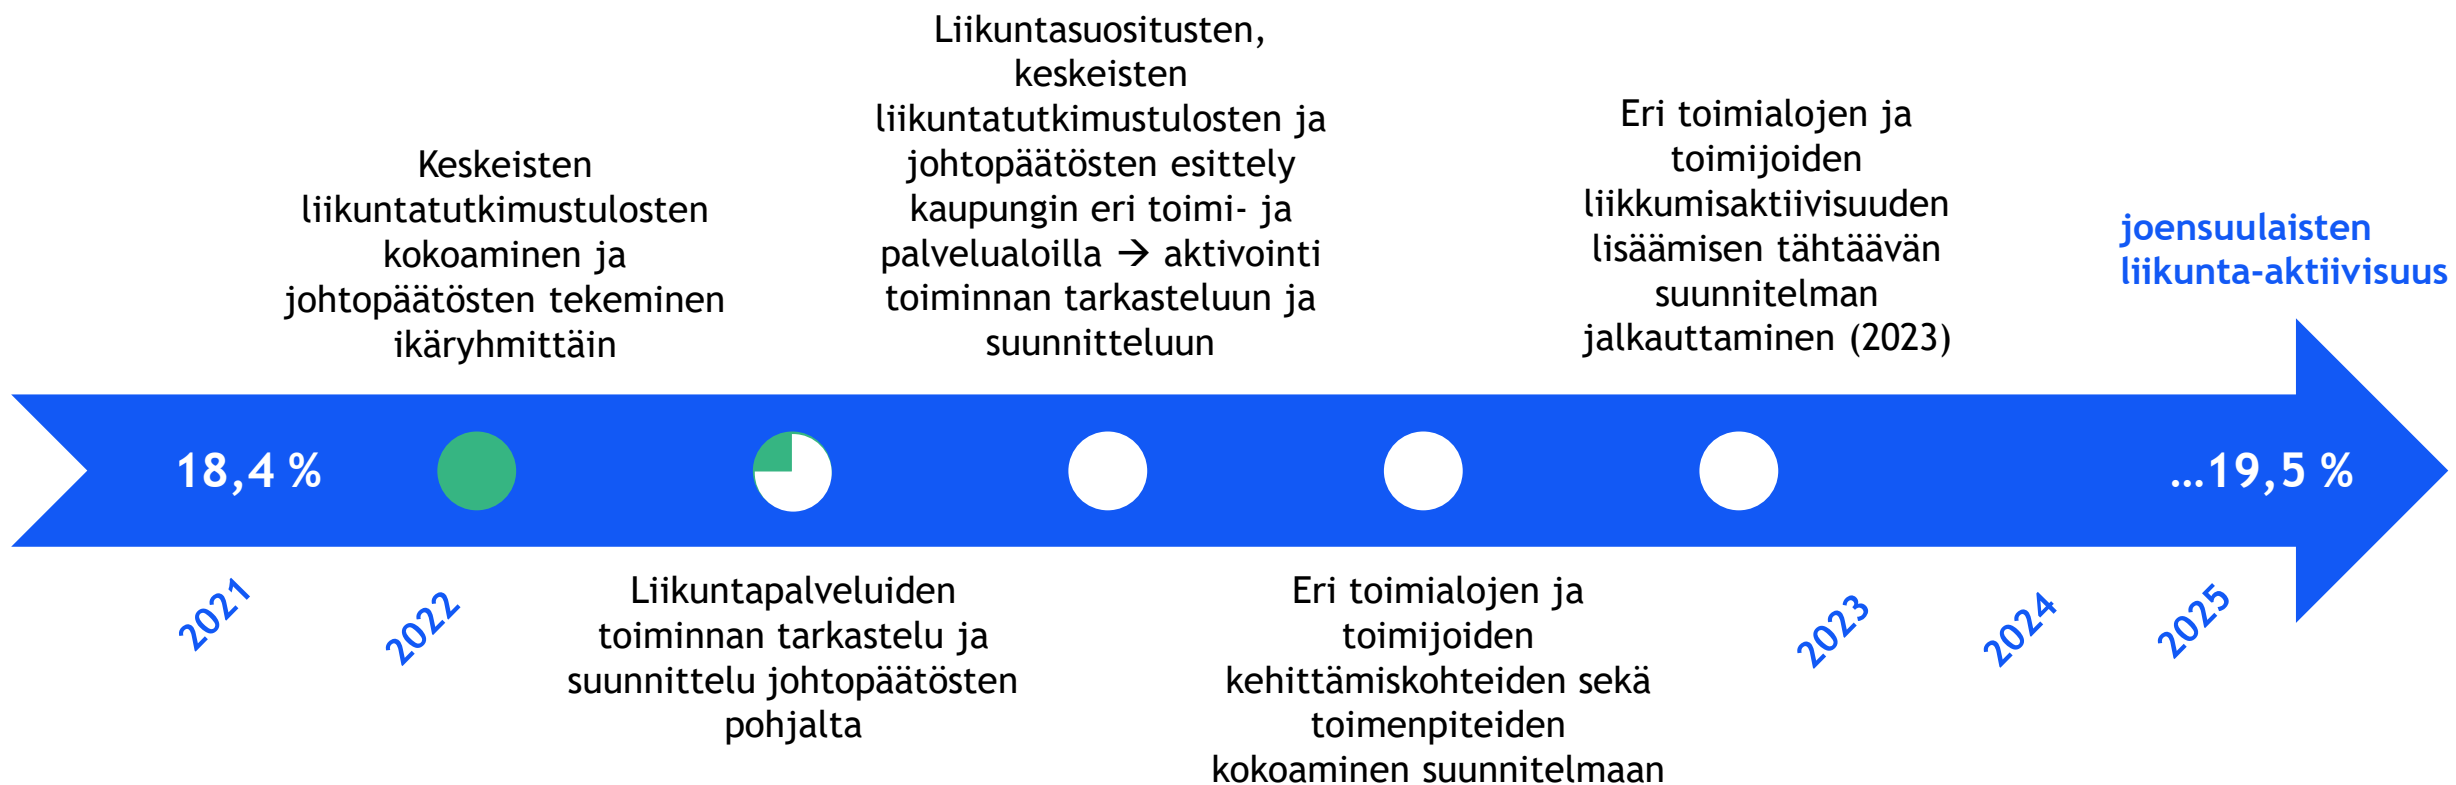 Keskeisten
liikuntatutkimustulosten
kokoaminen ja
johtopäätösten tekeminen
ikäryhmittäin
Liikuntasuositusten,
keskeisten
liikuntatutkimustulosten ja
johtopäätösten esittely
kaupungin eri toimi- ja
palvelualoilla → aktivointi
toiminnan tarkasteluun ja
suunnitteluun
Eri toimialojen ja
toimijoiden
liikkumisaktiivisuuden
lisäämisen tähtäävän
suunnitelman
jalkauttaminen (2023)
joensuulaisten
liikunta-aktiivisuus
18,4 %
…19,5 %
2021
2022
Liikuntapalveluiden
toiminnan tarkastelu ja
suunnittelu johtopäätösten
pohjalta
Eri toimialojen ja
toimijoiden
kehittämiskohteiden sekä
toimenpiteiden
kokoaminen suunnitelmaan
2023
2024
2025